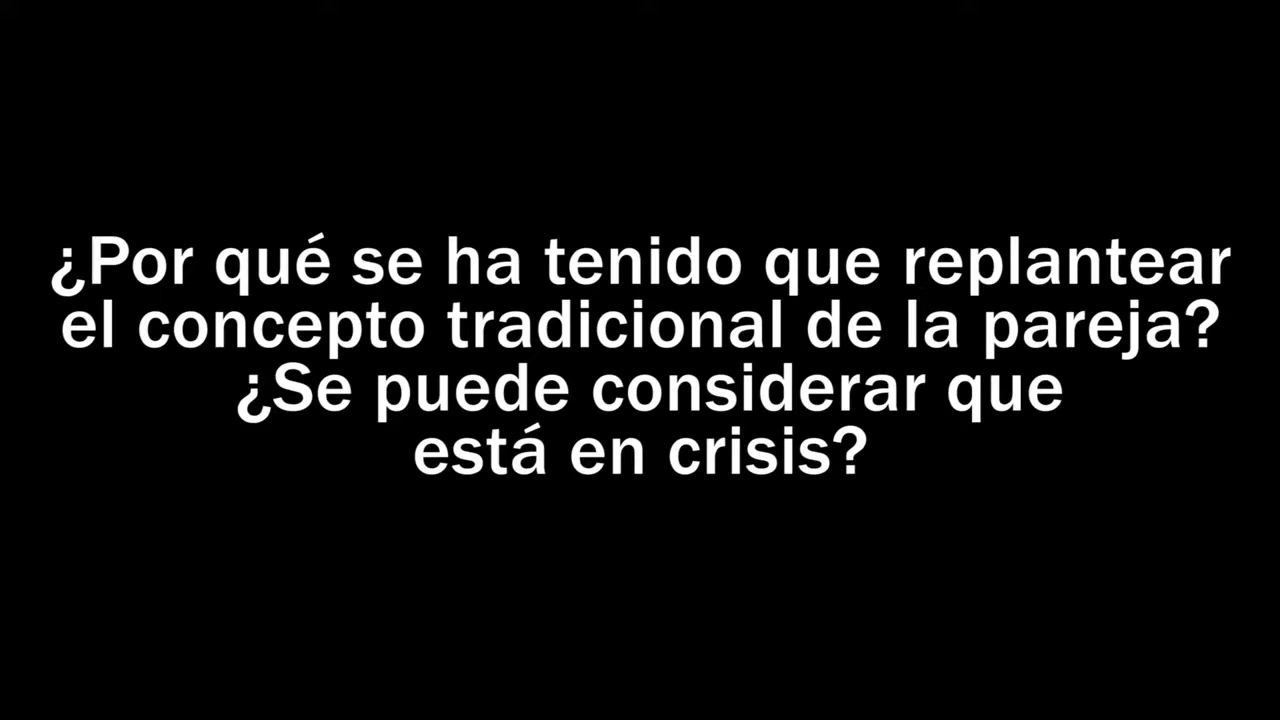 ¿Por qué se ha tenido que replantear
el concepto tradicional de la pareja?
¿Se puede considerar que
está en crisis?